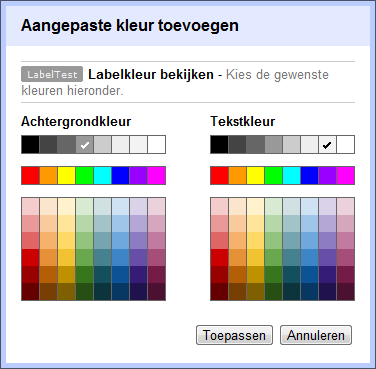 Aangepaste kleur toevoegen
LabelTest Labelkleur bekijken - Kies de gewenste
kleuren hieronder.
Achtergrondkleur Tekstkleur
Toepassen Annuleren